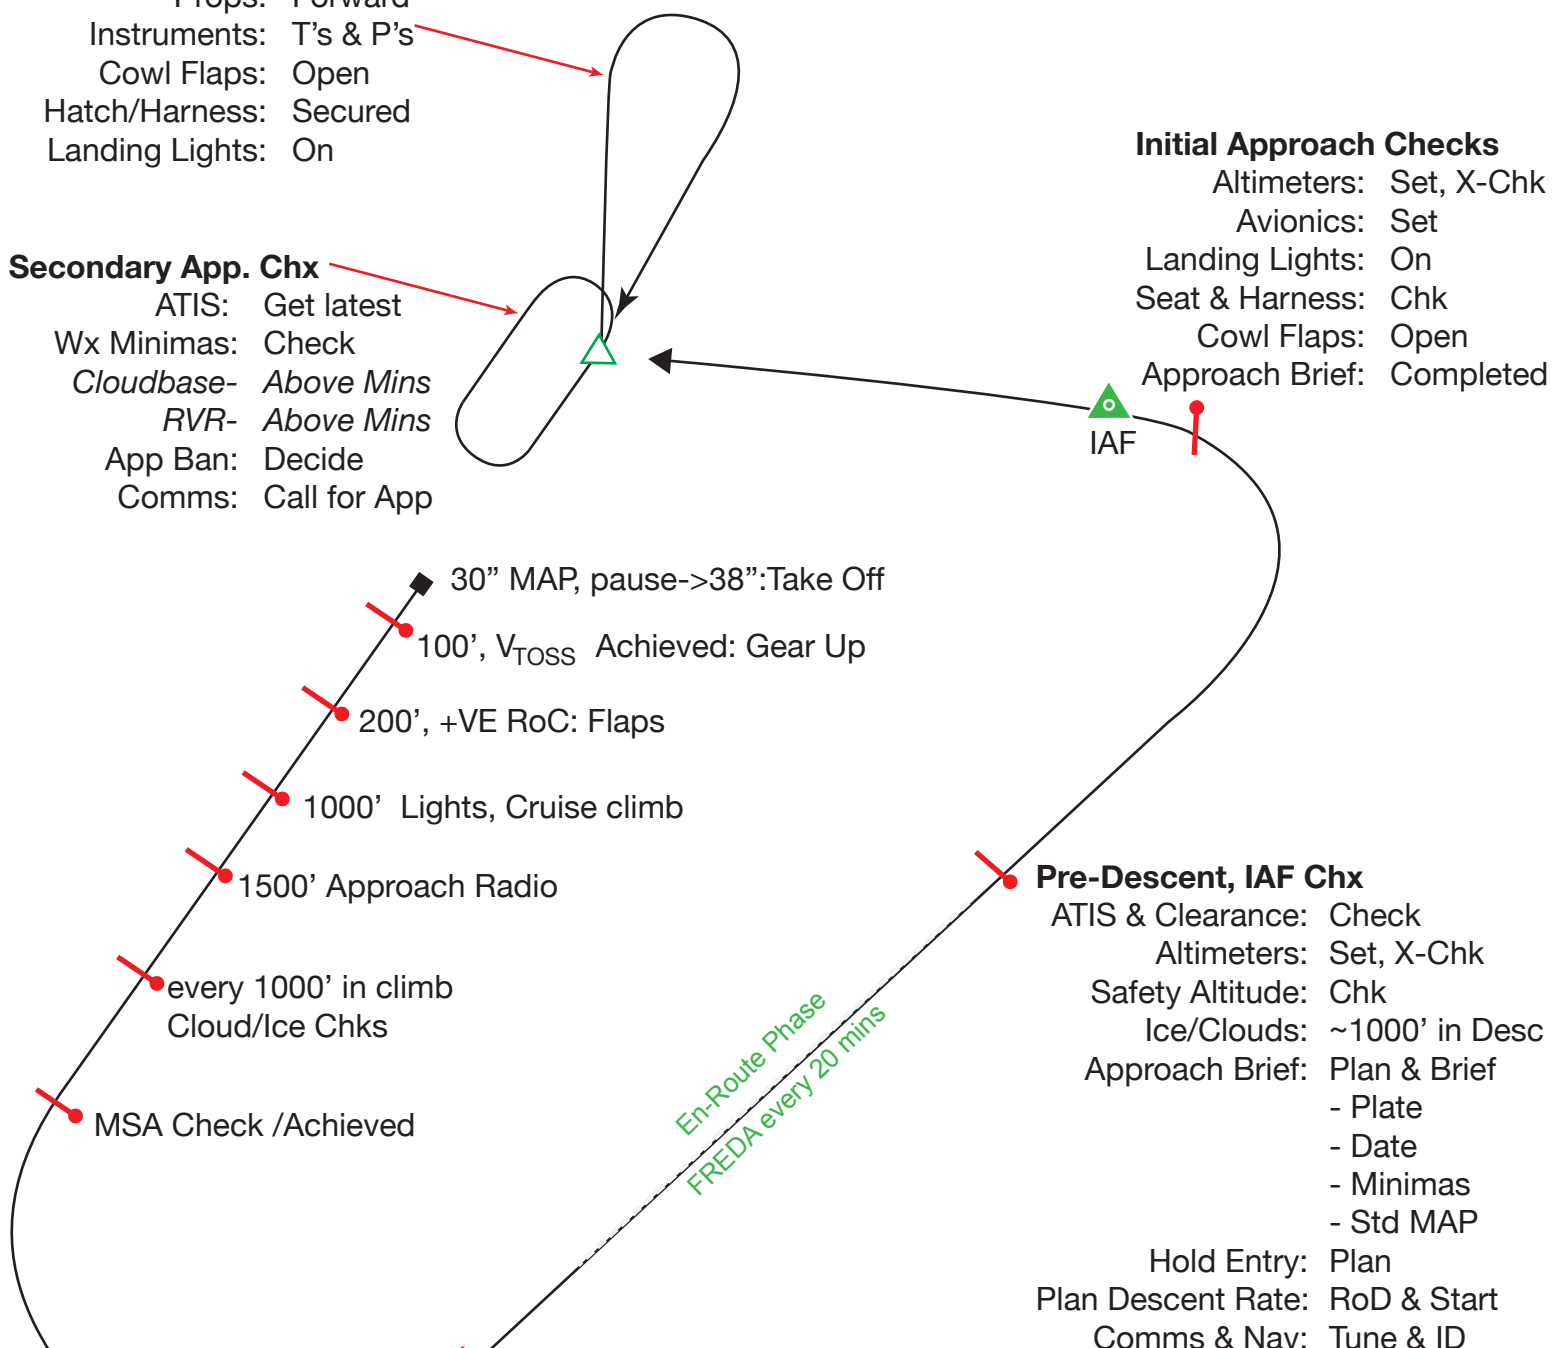 Props: Forward
Instruments: T’s & P’s
Cowl Flaps: Open
Hatch/Harness: Secured
Landing Lights: On
Initial Approach Checks
Altimeters: Set, X-Chk
Avionics: Set
Landing Lights: On
Seat & Harness: Chk
Cowl Flaps: Open
Approach Brief: Completed
IAF
Secondary App. Chx
ATIS: Get latest
Wx Minimas: Check
Cloudbase- Above Mins
RVR- Above Mins
App Ban: Decide
Comms: Call for App
30” MAP, pause->38”:Take Off
100’, VTOSS Achieved: Gear Up
200’, +VE RoC: Flaps
1000’ Lights, Cruise climb
1500’ Approach Radio
every 1000’ in climb
Cloud/Ice Chks
MSA Check /Achieved
En-Route Phase
FREDA every 20 mins
Pre-Descent, IAF Chx
ATIS & Clearance: Check
Altimeters: Set, X-Chk
Safety Altitude: Chk
Ice/Clouds: ~1000’ in Desc
Approach Brief: Plan & Brief
- Plate
- Date
- Minimas
- Std MAP
Hold Entry: Plan
Plan Descent Rate: RoD & Start
Comms & Nav: Tune & ID